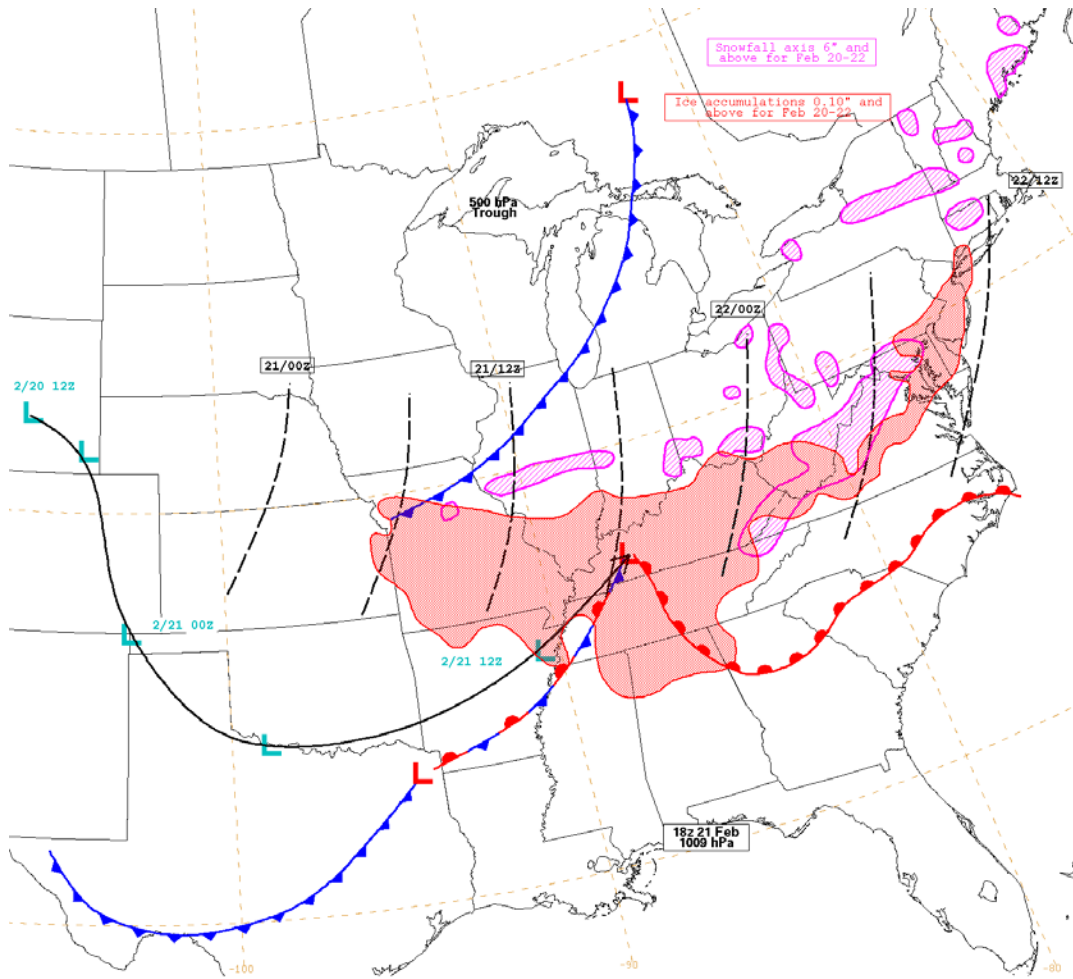 Snowfall axis 6" and
above for Feb 20-22
L
Ice accumulations 0.10" and
above for Feb 20-22
22/12Z
500 hPa
Trough
22/00Z
21/00Z
21/12Z
2/20 12Z
L
L
L
2/21 00Z
L
2/21 12Z
L
L
L
18z 21 Feb
1009 hPa
-100
-90
-80